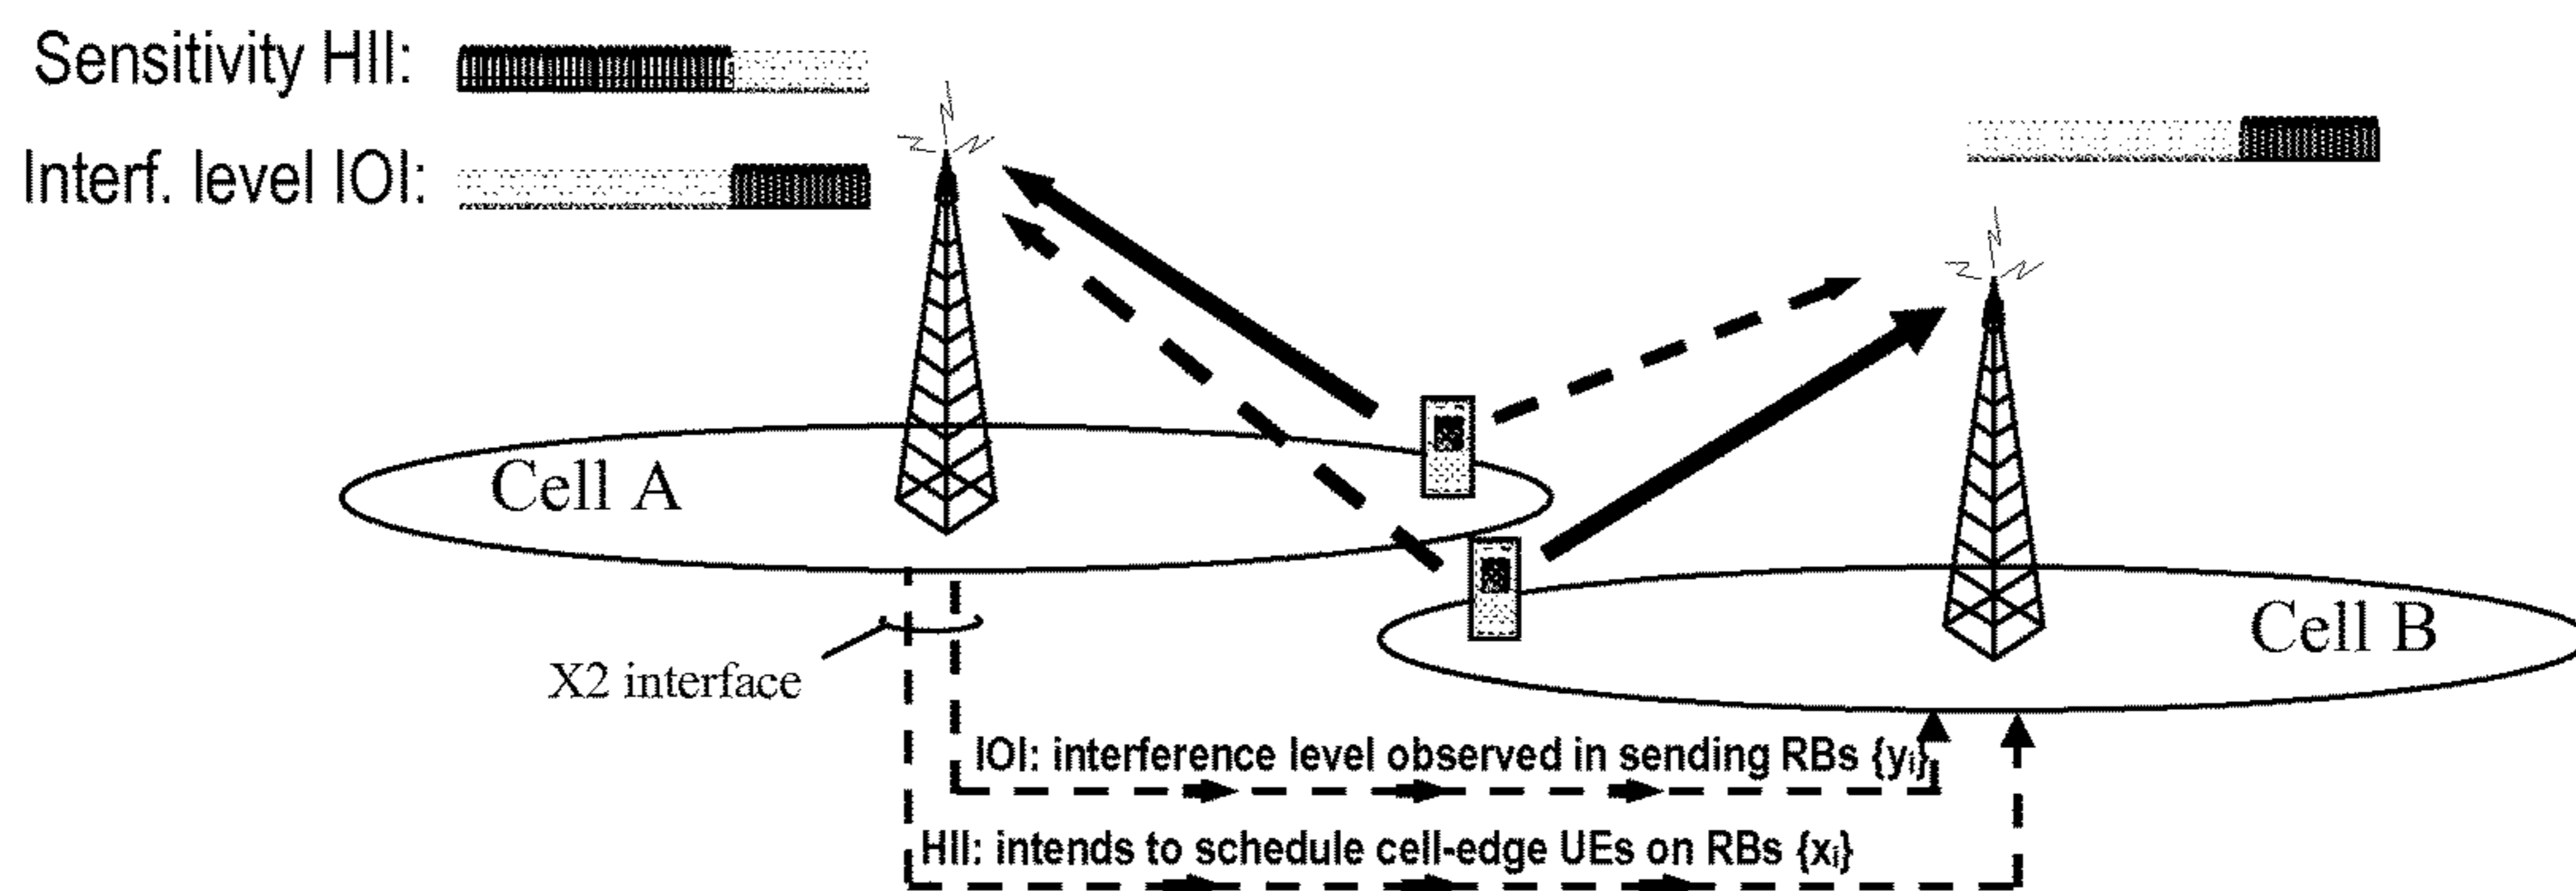 Sensitivity HII:
Interf. level IOI:
Cell A
Cell B
X2 interface
IOI: interference level observed in sending RBs {yᵢ}
HII: intends to schedule cell-edge UEs on RBs {xᵢ}